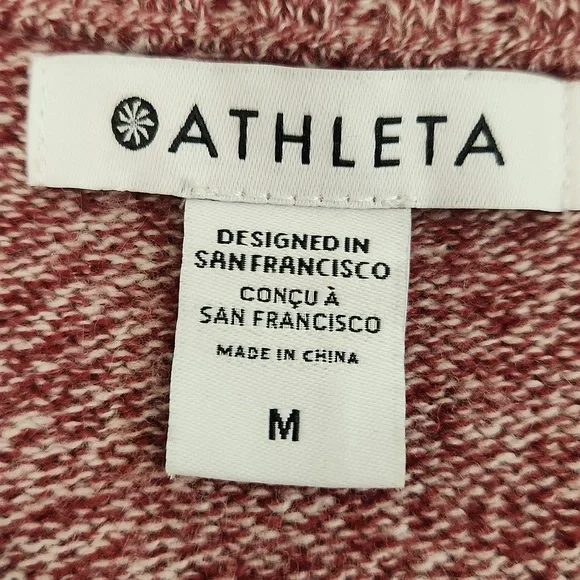 ATHLETA
DESIGNED IN
SAN FRANCISCO
CONÇU À
SAN FRANCISCO
MADE IN CHINA
M